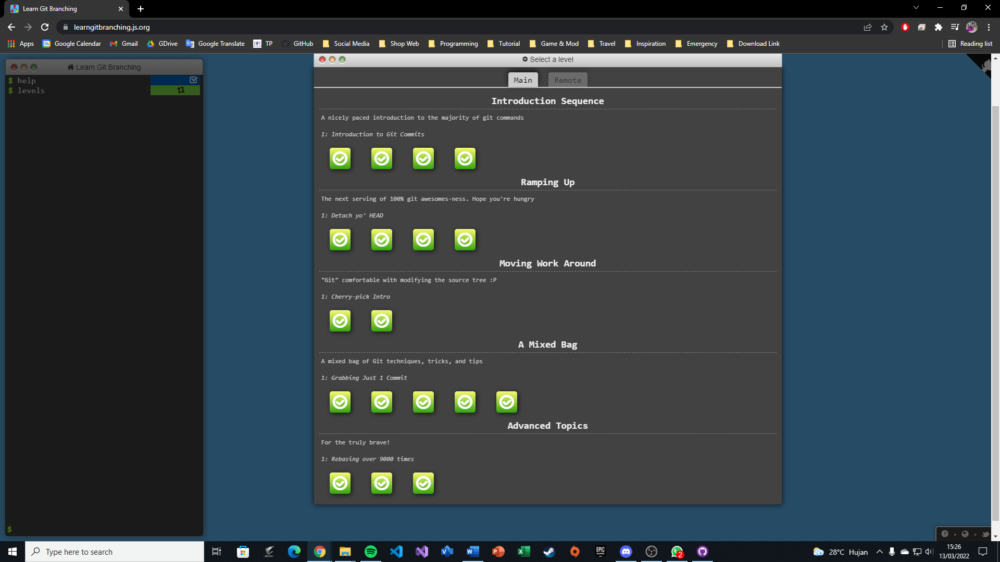 Learn Git Branching
learngitbranching.js.org
Apps
26 Google Calendar
Gmail
GDrive
Google Translate
TP
GitHub
Social Media
Shop Web
Programming
Tutorial
Game & Mod
Travel
Inspiration
Emergency
Download Link
Reading list
Learn Git Branching
$ help
$ levels
$
Select a level
Main Remote
Introduction Sequence
A nicely paced introduction to the majority of git commands
1: Introduction to Git Commits
Ramping Up
The next serving of 100% git awesomes-ness. Hope you're hungry
1: Detach yo' HEAD
Moving Work Around
"Git" comfortable with modifying the source tree :P
1: Cherry-pick Intro
A Mixed Bag
A mixed bag of Git techniques, tricks, and tips
1: Grabbing Just 1 Commit
Advanced Topics
For the truly brave!
1: Rebasing over 9000 times
Type here to search
EPIC GAMES
2
28°C Hujan
15:26
13/03/2022